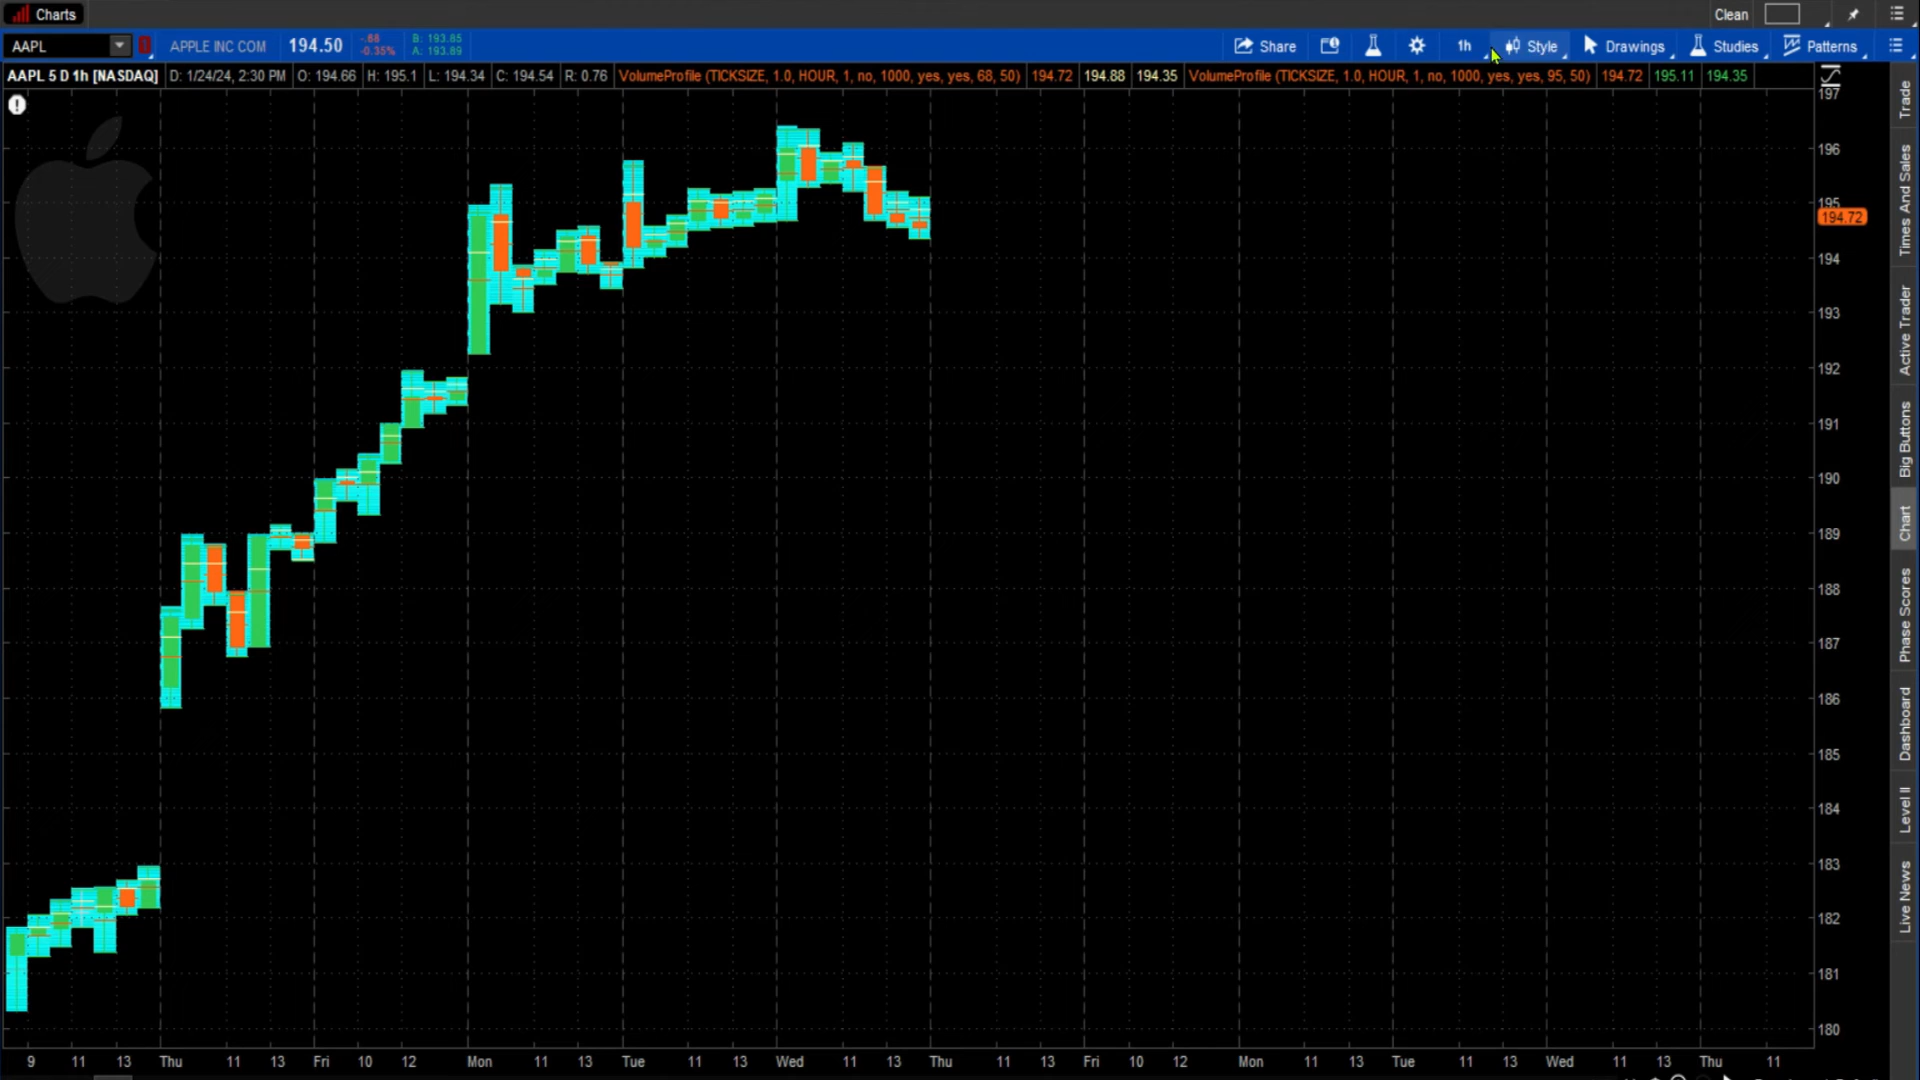 Charts
Clean
AAPL
APPLE INC COM
194.50
-.68
-0.35%
B: 193.85
A: 193.89
Share
1h
Style
Drawings
Studies
Patterns
AAPL 5 D 1h [NASDAQ]
D: 1/24/24, 2:30 PM
O: 194.66
H: 195.1
L: 194.34
C: 194.54
R: 0.76
VolumeProfile (TICKSIZE, 1.0, HOUR, 1, no, 1000, yes, yes, 68, 50)
194.72
194.88
194.35
VolumeProfile (TICKSIZE, 1.0, HOUR, 1, no, 1000, yes, yes, 95, 50)
194.72
195.11
194.35
197
196
195
194.72
194
193
192
191
190
189
188
187
186
185
184
183
182
181
180
9 11 13 Thu 11 13 Fri 10 12 Mon 11 13 Tue 11 13 Wed 11 13 Thu 11 13 Fri 10 12 Mon 11 13 Tue 11 13 Wed 11 13 Thu 11
Trade
Times And Sales
Active Trader
Big Buttons
Chart
Phase Scores
Dashboard
Level II
Live News